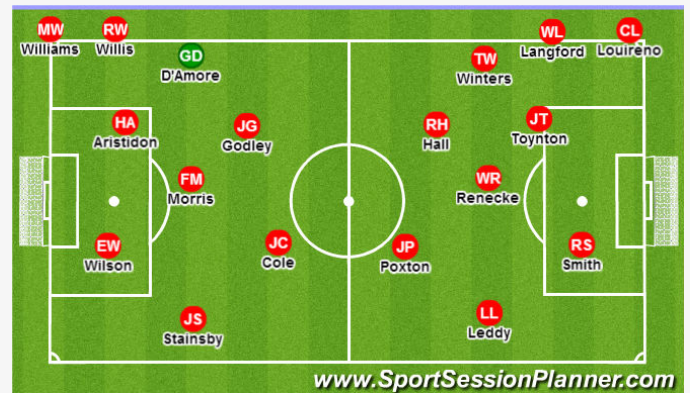 MW
Williams
RW
Willis
GD
D'Amore
TW
Winters
WL
Langford
CL
Louireno
HA
Aristidon
JG
Godley
RH
Hall
JT
Toynton
FM
Morris
WR
Renecke
EW
Wilson
JC
Cole
JP
Poxton
RS
Smith
JS
Stainsby
LL
Leddy
www.SportSessionPlanner.com